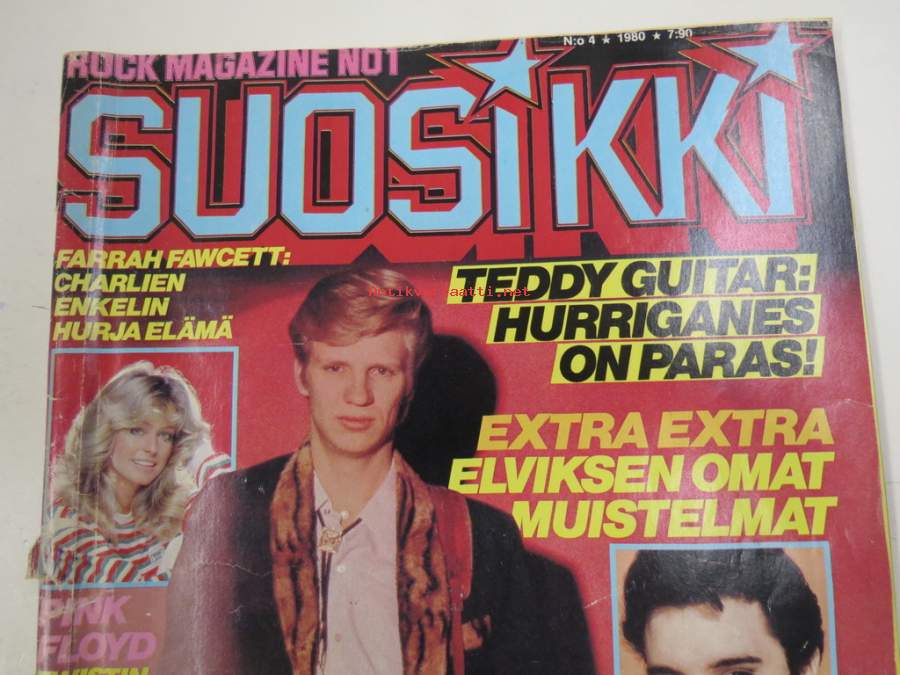 N:o 4 ★ 1980 ★ 7:90
ROCK MAGAZINE NO1
SUOSIKKI
FARRAH FAWCETT:
CHARLIEN
ENKELIN
HURJA ELÄMÄ
TEDDY GUITAR:
HURRIGANES
ON PARAS!
EXTRA EXTRA
ELVIKSEN OMAT
MUISTELMAT
PINK
FLOYD
TWISTIN